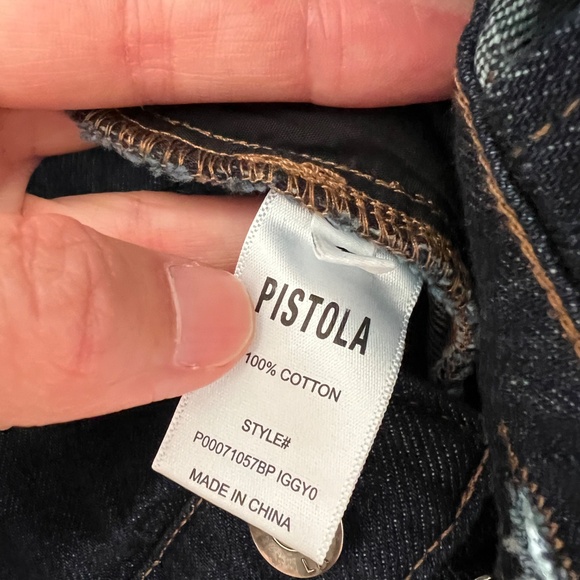 PISTOLA
100% COTTON
STYLE#
P00071057BP IGGY0
MADE IN CHINA